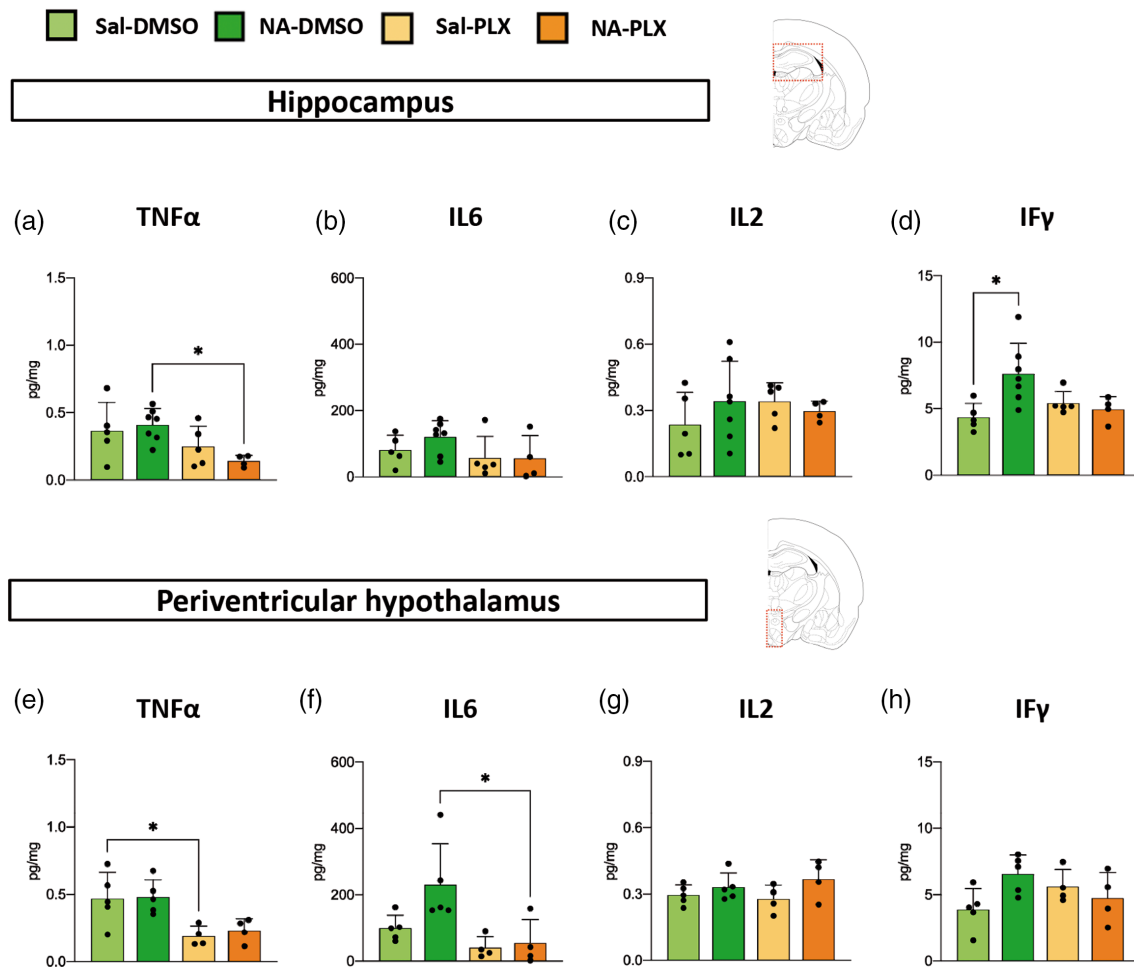 Sal-DMSO NA-DMSO Sal-PLX NA-PLX
Hippocampus
(a) TNFα (b) IL6 (c) IL2 (d) IFγ
1.5 600 0.9 15
* *
1.0 400 0.6 10
pg/mg pg/mg pg/mg pg/mg
0.5 200 0.3 5
0.0 0 0.0 0
Periventricular hypothalamus
(e) TNFα (f) IL6 (g) IL2 (h) IFγ
1.5 600 0.9 15
* *
1.0 400 0.6 10
pg/mg pg/mg pg/mg pg/mg
0.5 200 0.3 5
0.0 0 0.0 0